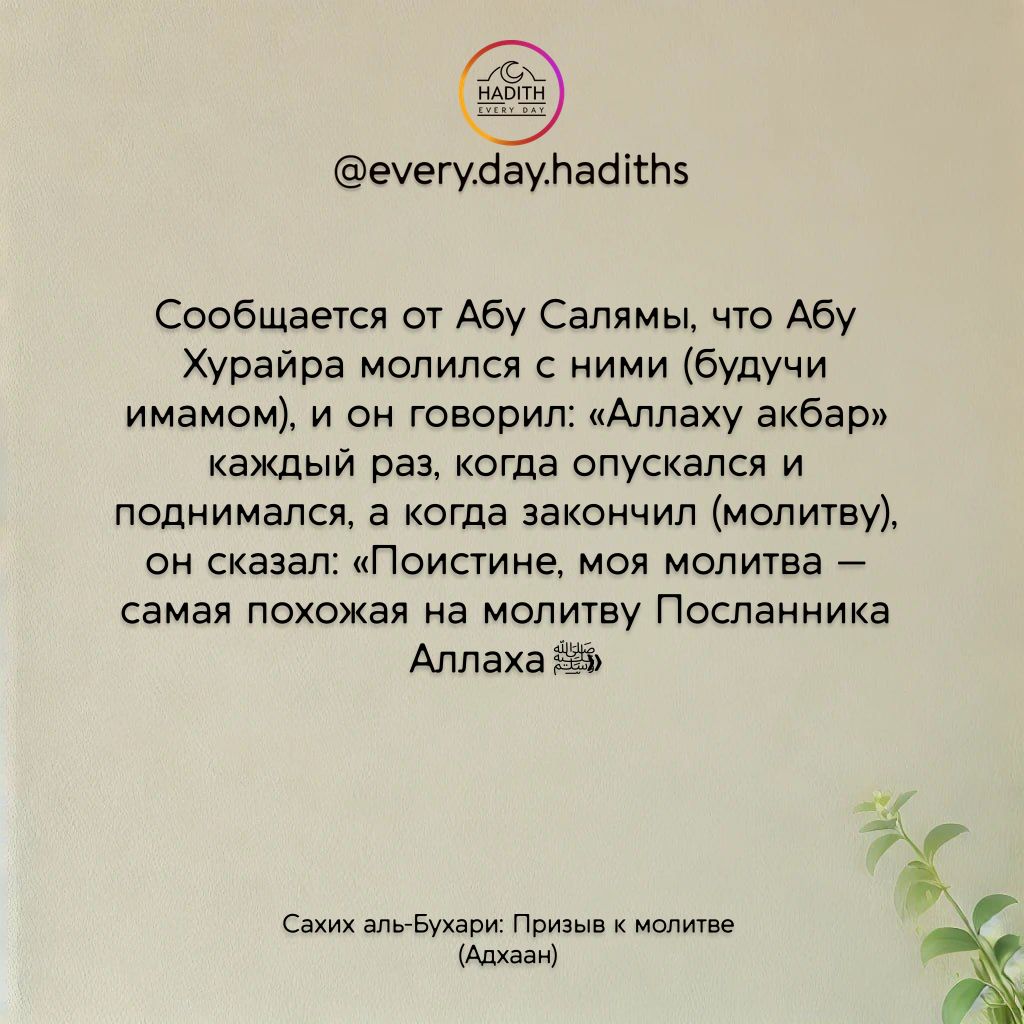 HADITH
EVERY DAY
@every.day.hadiths
Сообщается от Абу Салямы, что Абу
Хурайра молился с ними (будучи
имамом), и он говорил: «Аллаху акбар»
каждый раз, когда опускался и
поднимался, а когда закончил (молитву),
он сказал: «Поистине, моя молитва –
самая похожая на молитву Посланника
Аллаха ﷺ»
Сахих аль-Бухари: Призыв к молитве
(Адхаан)